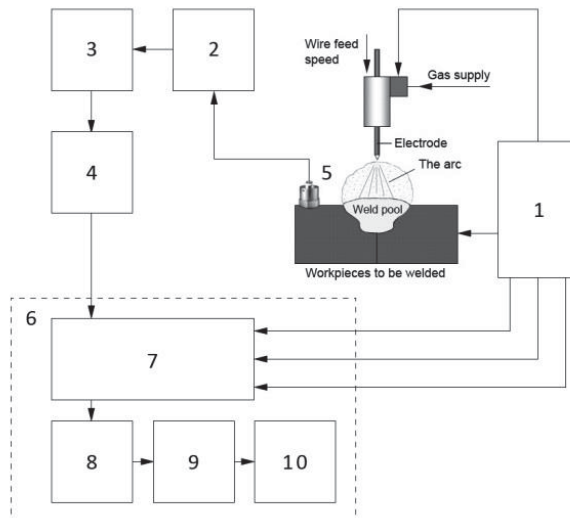 3
2
Wire feed
speed
Gas supply
Electrode
4
5
The arc
1
Weld pool
Workpieces to be welded
6
7
8
9
10